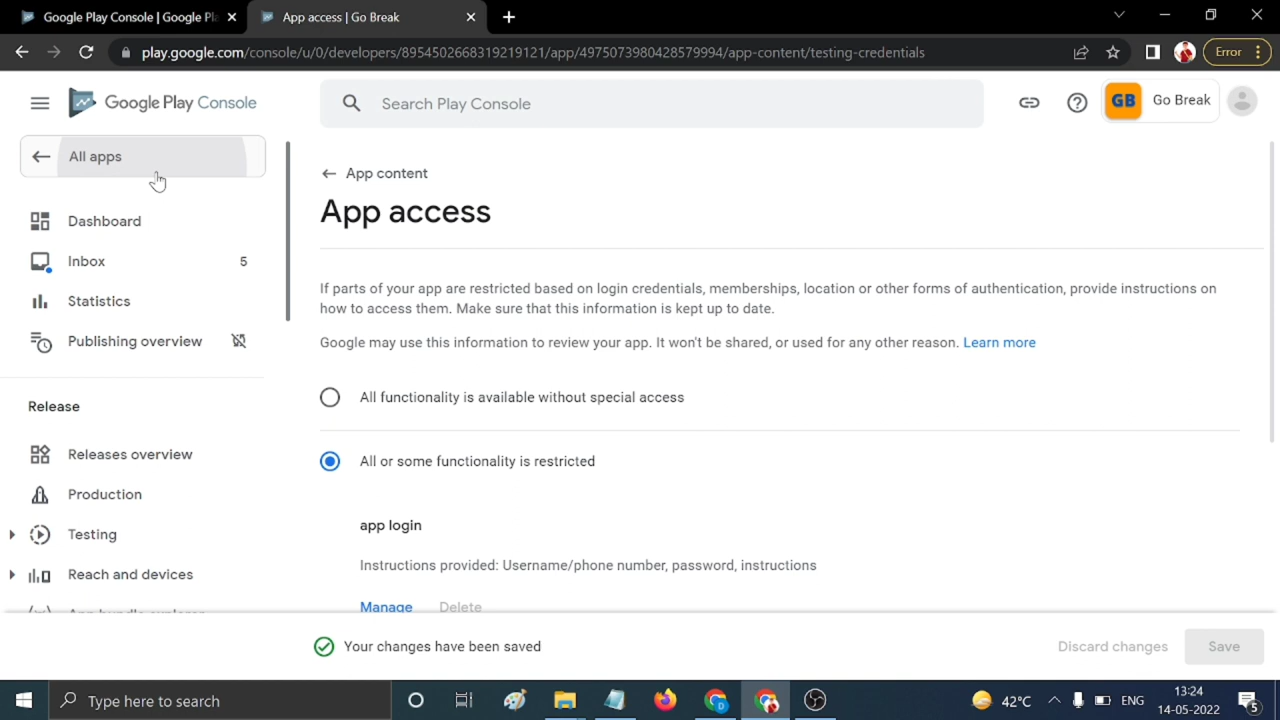 Google Play Console | Google Pla
App access | Go Break
play.google.com/console/u/0/developers/8954502668319219121/app/4975073980428579994/app-content/testing-credentials
Error
Google Play Console
Search Play Console
GB
Go Break
All apps
Dashboard
Inbox 5
Statistics
Publishing overview
Release
Releases overview
Production
Testing
Reach and devices
App bundle explorer
App content
App access
If parts of your app are restricted based on login credentials, memberships, location or other forms of authentication, provide instructions on
how to access them. Make sure that this information is kept up to date.
Google may use this information to review your app. It won't be shared, or used for any other reason. Learn more
All functionality is available without special access
All or some functionality is restricted
app login
Instructions provided: Username/phone number, password, instructions
Manage Delete
Your changes have been saved
Discard changes
Save
Type here to search
42°C
ENG
13:24
14-05-2022
5